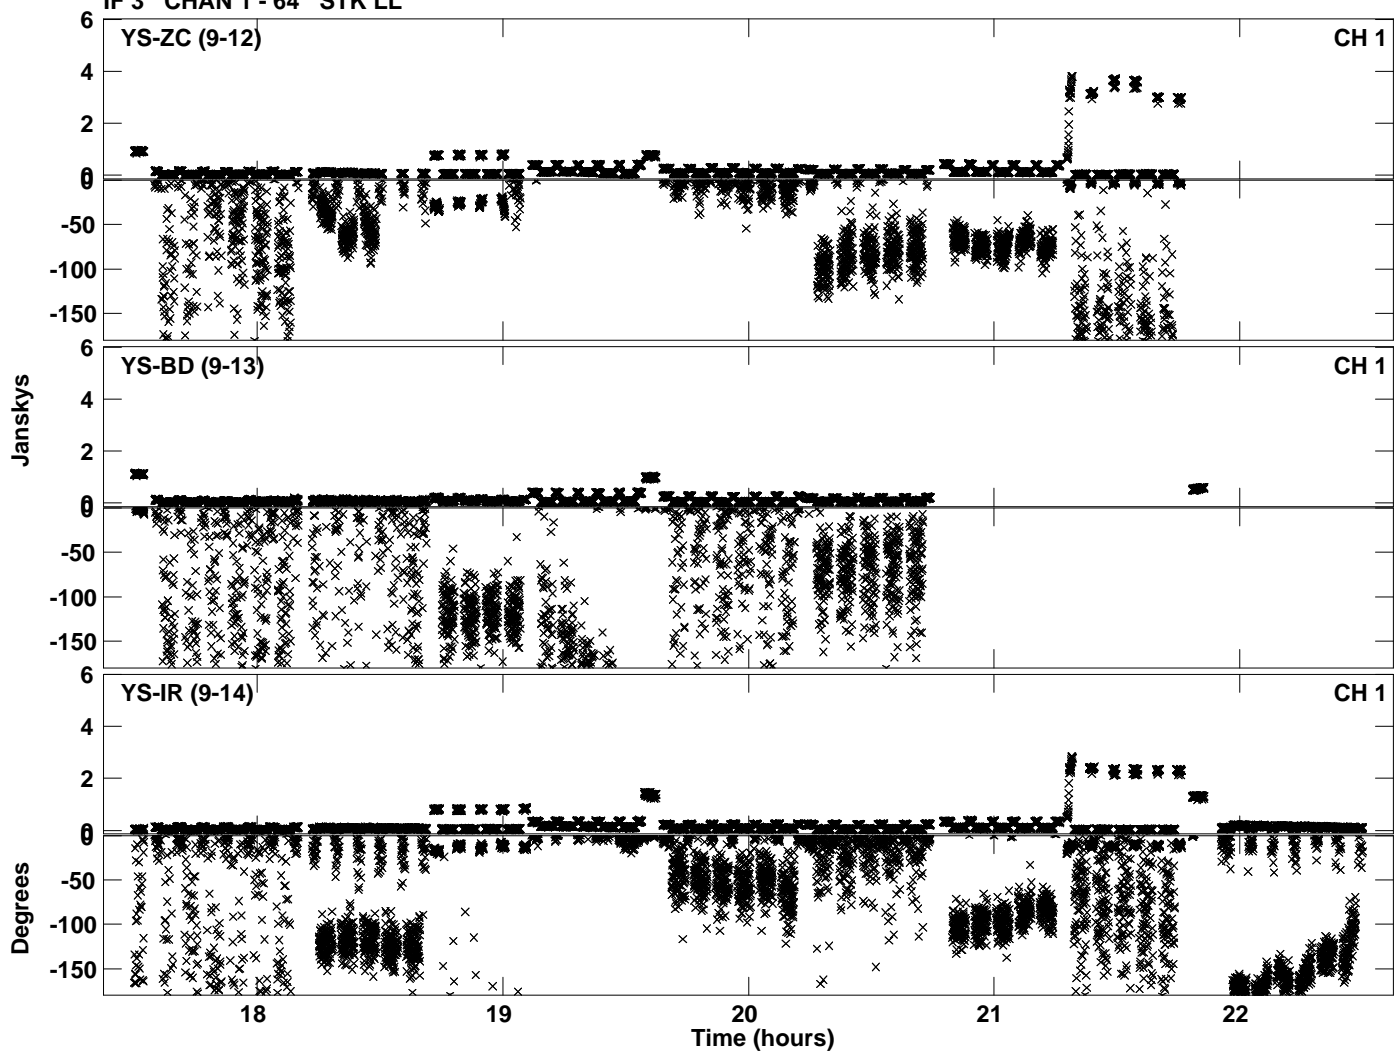 IF 3 CHAN 1 - 64 STK LL
YS-ZC (9-12)
CH 1
6
4
2
0
0
-50
-100
-150
YS-BD (9-13)
CH 1
6
4
2
0
0
-50
-100
-150
YS-IR (9-14)
CH 1
6
4
2
0
0
-50
-100
-150
Janskys
Degrees
18
19
20
21
22
Time (hours)